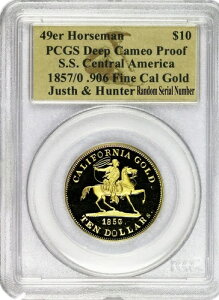 49er Horseman $10
PCGS Deep Cameo Proof
S.S. Central America
1857/0 .906 Fine Cal Gold
Justh & Hunter Random Serial Number
CALIFORNIA GOLD
1850.
TEN DOLLARS.